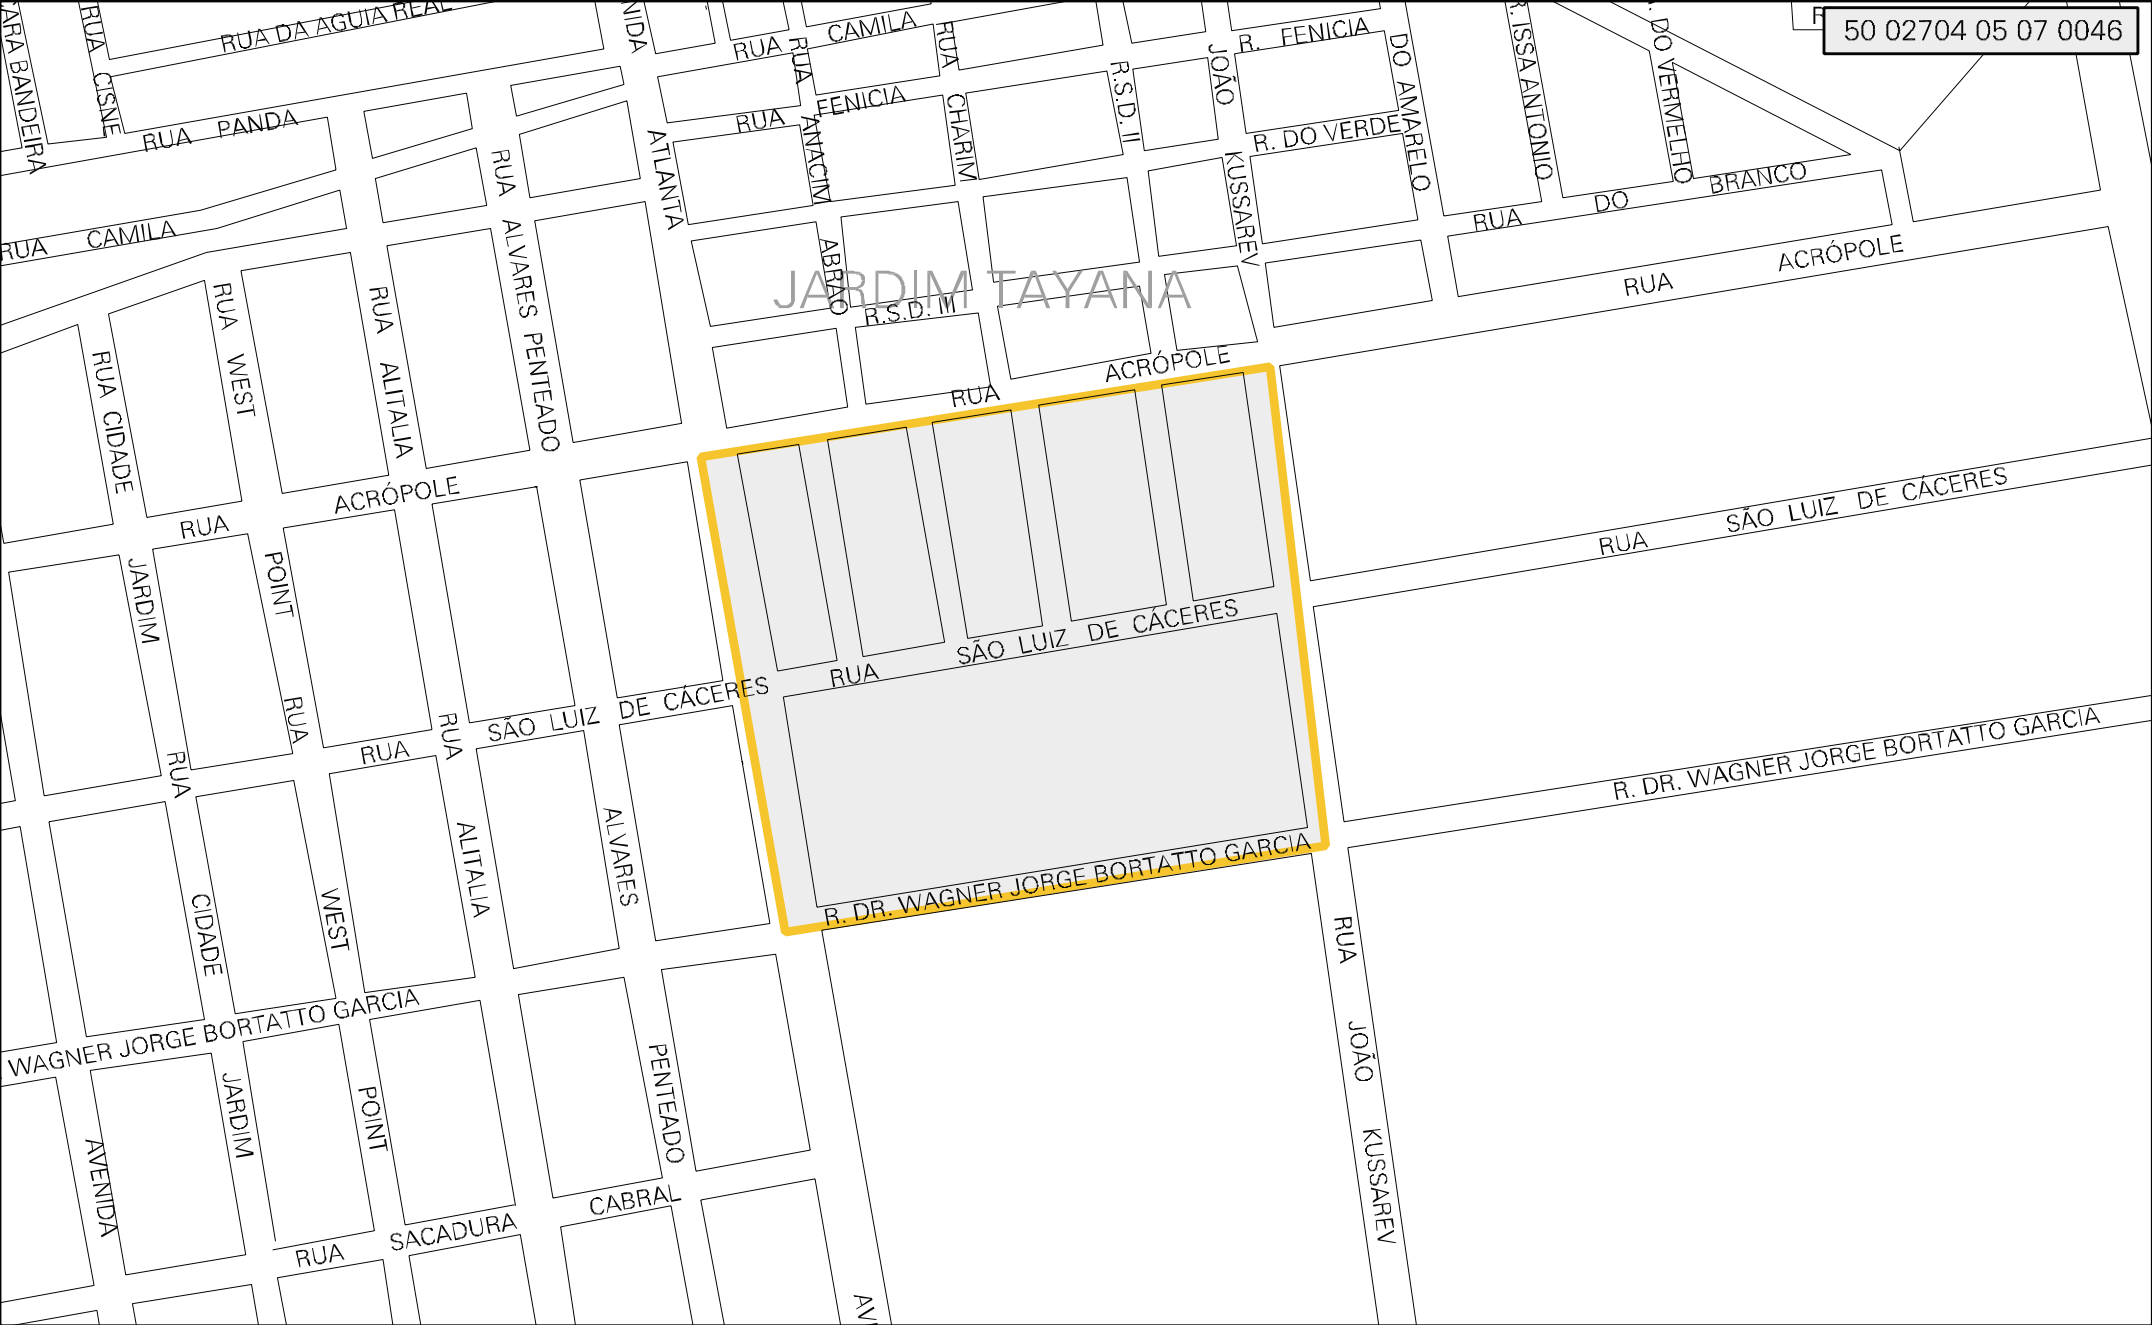 50 02704 05 07 0046
ARA BANDEIRA
RUA CISNE
RUA DA AGUIA REAL
NIDA
RUA CAMILA
RUA
R. FENICIA
R. ISSA ANTONIO
DO VERMELHO
RUA PANDA
ATLANTA
RUA FENICIA
RUA ANACIM
CHARIM
R.S.D. II
JOÃO
KUSSAREV
R. DO VERDE
DO AMARELO
RUA DO BRANCO
RUA CAMILA
RUA ALVARES PENTEADO
ABRÃO
JARDIM TAYANA
R.S.D. III
RUA ACRÓPOLE
RUA CIDADE
RUA WEST
RUA ALITALIA
RUA ACRÓPOLE
RUA ACRÓPOLE
JARDIM
POINT
RUA SÃO LUIZ DE CÁCERES
RUA SÃO LUIZ DE CÁCERES
RUA SÃO LUIZ DE CÁCERES
RUA
RUA
RUA
CIDADE
WEST
ALITALIA
ALVARES
R. DR. WAGNER JORGE BORTATTO GARCIA
R. DR. WAGNER JORGE BORTATTO GARCIA
WAGNER JORGE BORTATTO GARCIA
RUA JOÃO KUSSAREV
AVENIDA
JARDIM
POINT
PENTEADO
RUA SACADURA CABRAL
AV